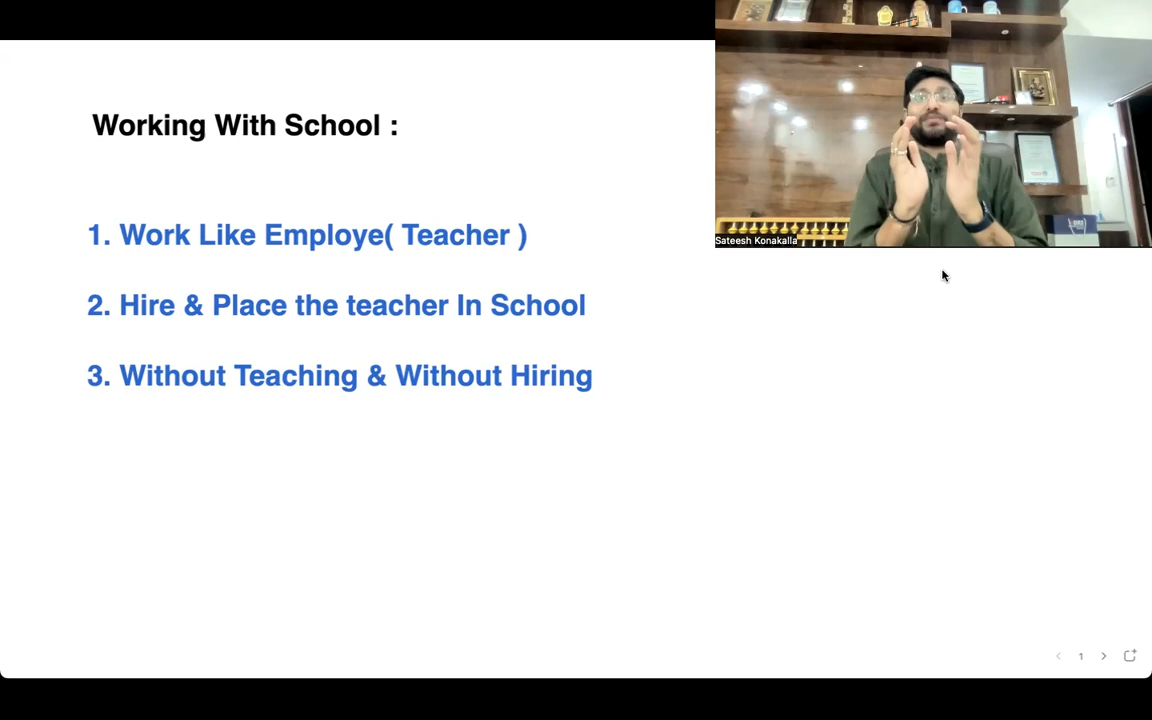 Working With School :
1. Work Like Employe( Teacher )
2. Hire & Place the teacher In School
3. Without Teaching & Without Hiring
Sateesh Konakalla
1